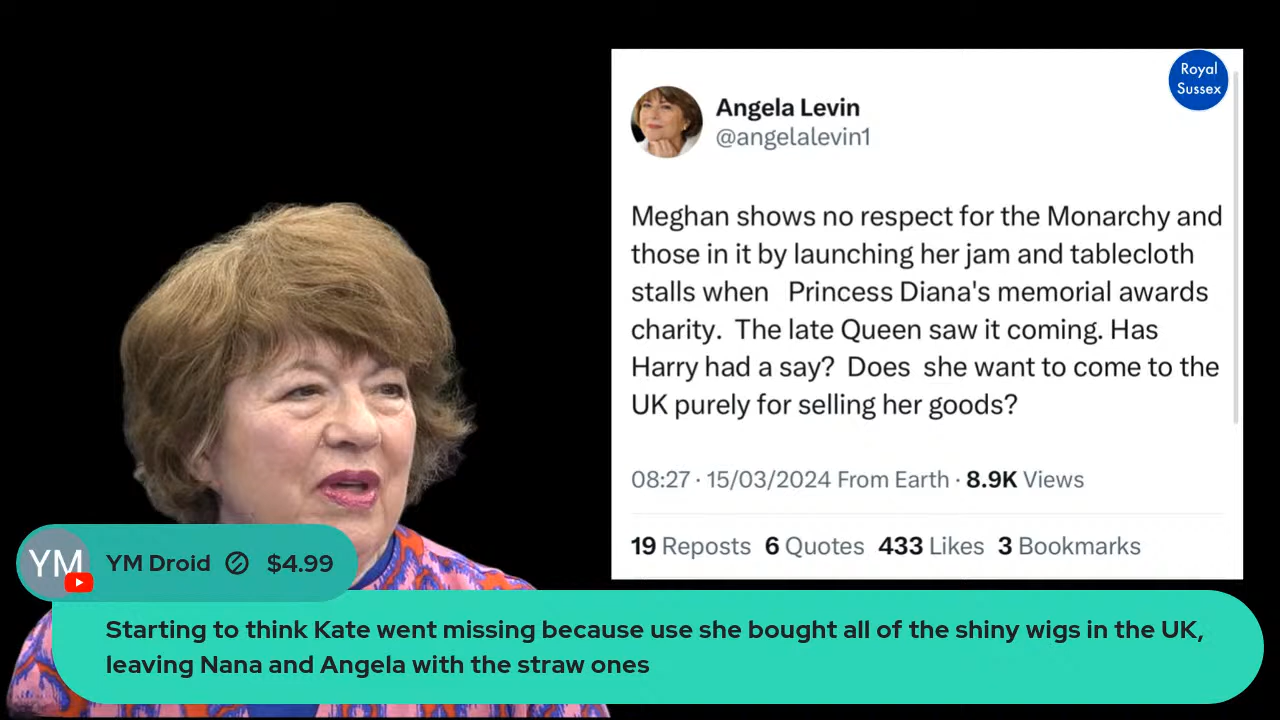 Royal
Sussex
Angela Levin
@angelalevin1
Meghan shows no respect for the Monarchy and
those in it by launching her jam and tablecloth
stalls when   Princess Diana's memorial awards
charity.  The late Queen saw it coming. Has
Harry had a say?  Does  she want to come to the
UK purely for selling her goods?
08:27 · 15/03/2024 From Earth · 8.9K Views
19 Reposts 6 Quotes 433 Likes 3 Bookmarks
YM YM Droid $4.99
Starting to think Kate went missing because use she bought all of the shiny wigs in the UK,
leaving Nana and Angela with the straw ones